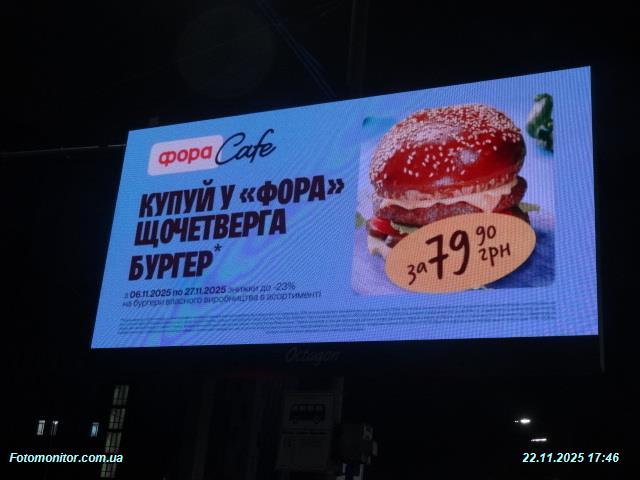 фора Cafe
КУПУЙ У «ФОРА»
ЩОЧЕТВЕРГА
БУРГЕР*
з 06.11.2025 по 27.11.2025 знижки до -23%
на бургери власного виробництва в асортименті
за 79 90 грн
Octagon
Fotomonitor.com.ua
22.11.2025 17:46